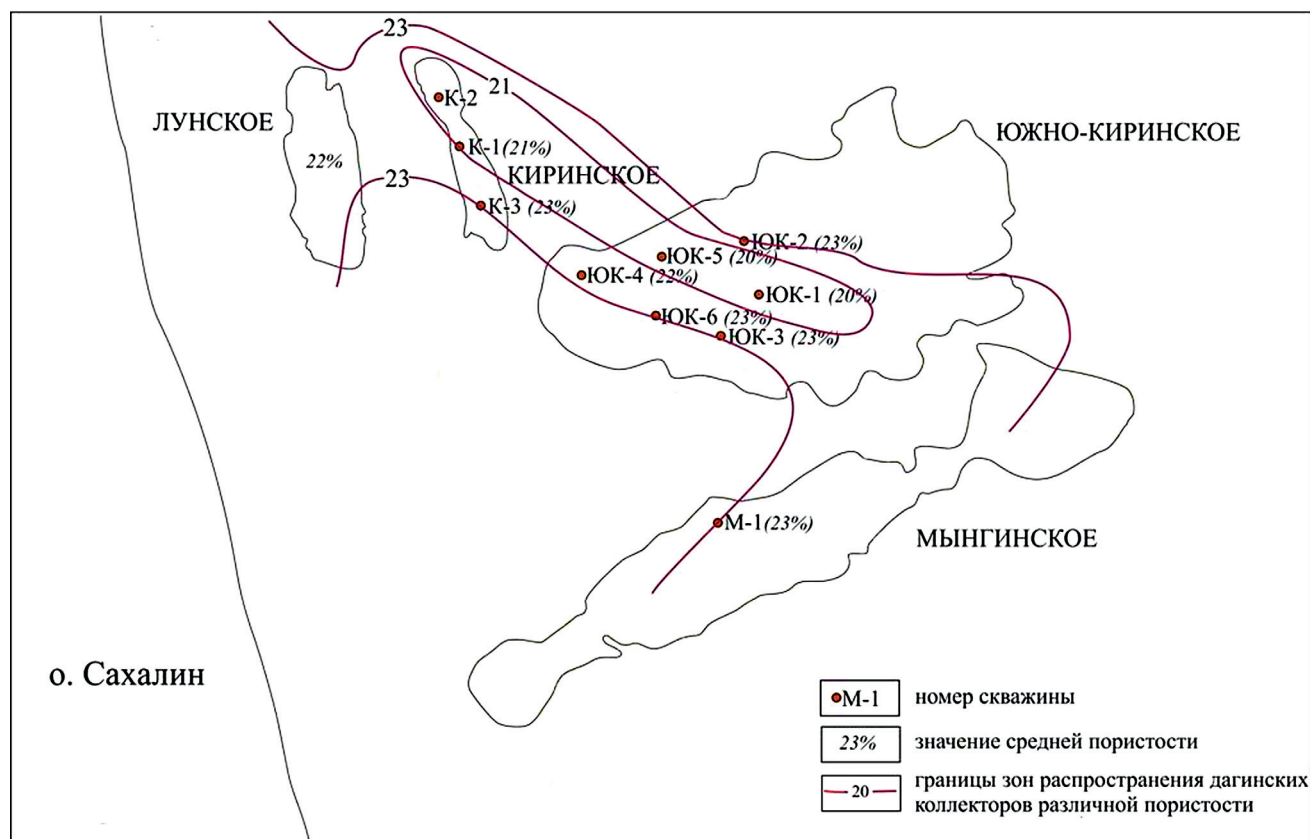 23
21
К-2
ЛУНСКОЕ
ЮЖНО-КИРИНСКОЕ
22%
К-1(21%)
КИРИНСКОЕ
23
К-3 (23%)
ЮК-2 (23%)
ЮК-5 (20%)
ЮК-4 (22%)
ЮК-1 (20%)
ЮК-6 (23%)
ЮК-3 (23%)
М-1(23%)
МЫНГИНСКОЕ
о. Сахалин
М-1 номер скважины
23% значение средней пористости
20 границы зон распространения дагинских
коллекторов различной пористости